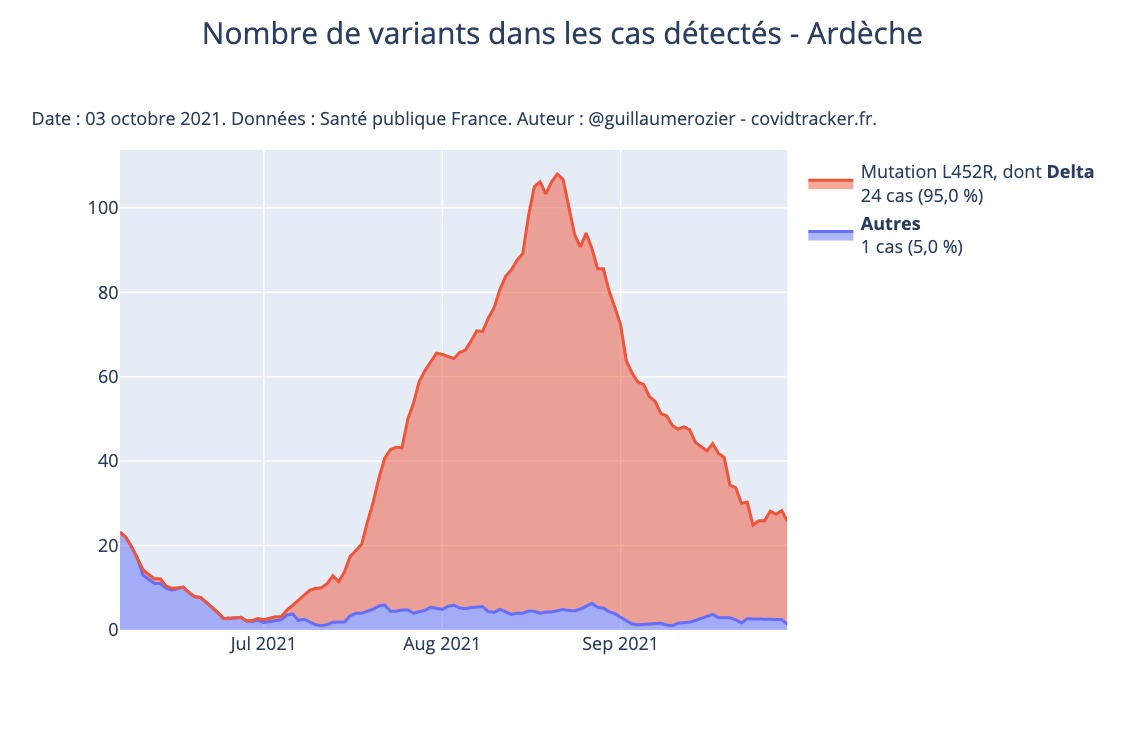 Nombre de variants dans les cas détectés - Ardèche
Date : 03 octobre 2021. Données : Santé publique France. Auteur : @guillaumerozier - covidtracker.fr.
Mutation L452R, dont Delta
24 cas (95,0 %)
Autres
1 cas (5,0 %)
100
80
60
40
20
0
Jul 2021 Aug 2021 Sep 2021